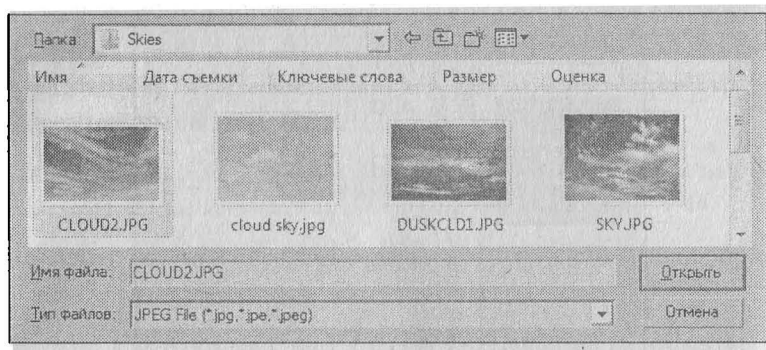 Папка: Skies
Имя Дата съемки Ключевые слова Размер Оценка
CLOUD2.JPG cloud sky.jpg DUSKCLD1.JPG SKY.JPG
Имя файла: CLOUD2.JPG Открыть
Тип файлов: JPEG File (*.jpg,*.jpe,*.jpeg) Отмена